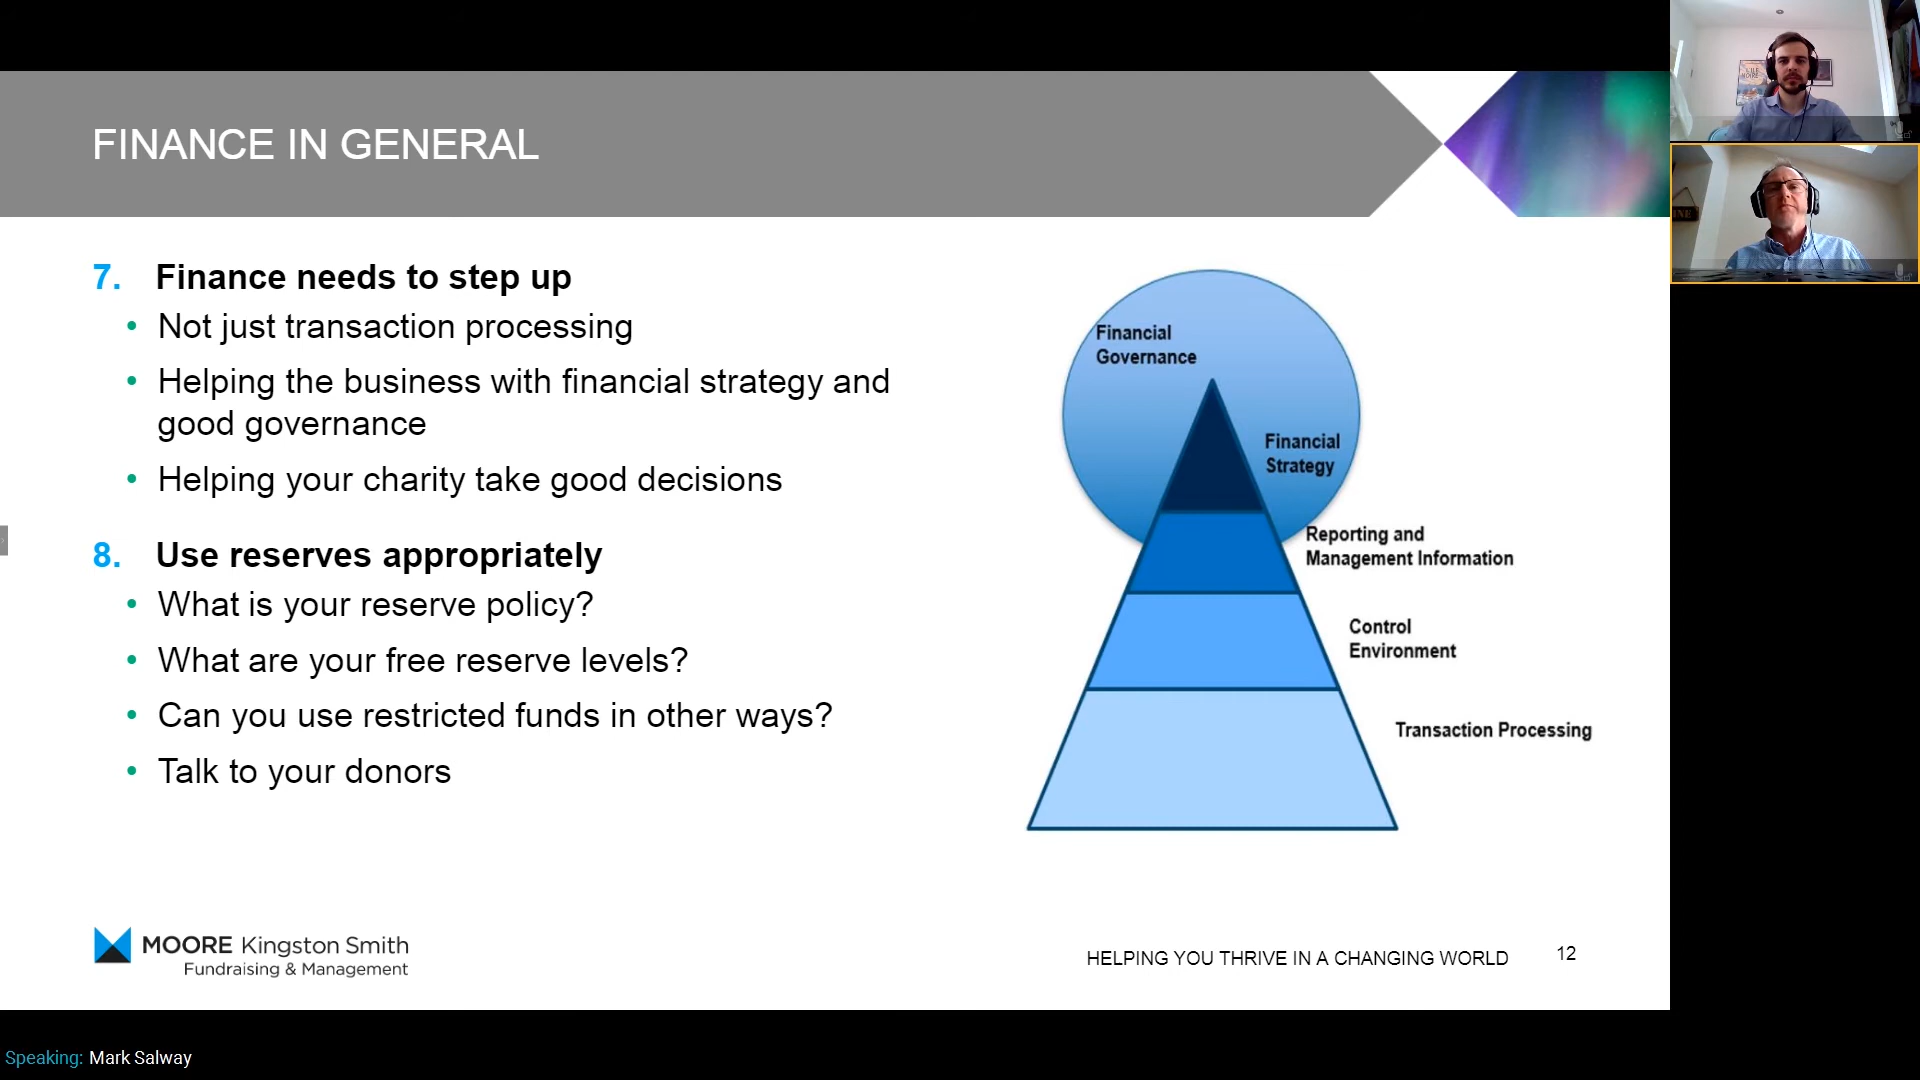 FINANCE IN GENERAL
7. Finance needs to step up
• Not just transaction processing
• Helping the business with financial strategy and
good governance
• Helping your charity take good decisions
8. Use reserves appropriately
• What is your reserve policy?
• What are your free reserve levels?
• Can you use restricted funds in other ways?
• Talk to your donors
Financial
Governance
Financial
Strategy
Reporting and
Management Information
Control
Environment
Transaction Processing
MOORE Kingston Smith
Fundraising & Management
HELPING YOU THRIVE IN A CHANGING WORLD
12
Speaking: Mark Salway